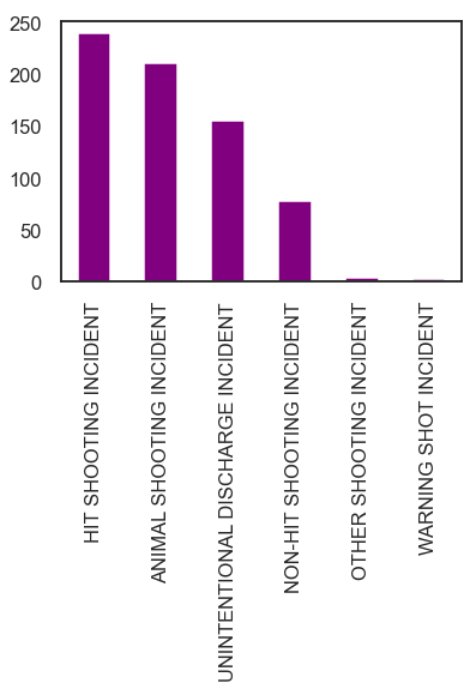 250
200
150
100
50
0
HIT SHOOTING INCIDENT
ANIMAL SHOOTING INCIDENT
UNINTENTIONAL DISCHARGE INCIDENT
NON-HIT SHOOTING INCIDENT
OTHER SHOOTING INCIDENT
WARNING SHOT INCIDENT